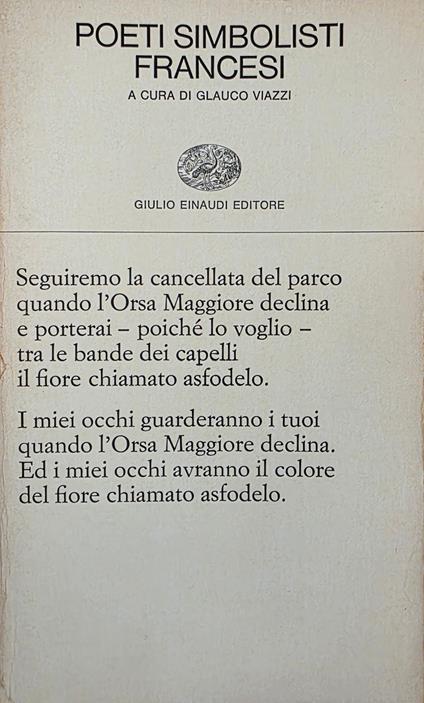 POETI SIMBOLISTI
FRANCESI
A CURA DI GLAUCO VIAZZI
GIULIO EINAUDI EDITORE
Seguiremo la cancellata del parco
quando l'Orsa Maggiore declina
e porterai – poiché lo voglio –
tra le bande dei capelli
il fiore chiamato asfodelo.
I miei occhi guarderanno i tuoi
quando l'Orsa Maggiore declina.
Ed i miei occhi avranno il colore
del fiore chiamato asfodelo.